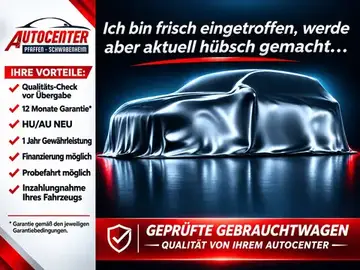 AUTOCENTER
PFAFFEN - SCHWABENHEIM
IHRE VORTEILE:
Qualitäts-Check
vor Übergabe
12 Monate Garantie*
HU/AU NEU
1 Jahr Gewährleistung
Finanzierung möglich
Probefahrt möglich
Inzahlungnahme
Ihres Fahrzeugs
* Garantie gemäß den jeweiligen
Garantiebedingungen.
Ich bin frisch eingetroffen, werde
aber aktuell hübsch gemacht...
GEPRÜFTE GEBRAUCHTWAGEN
QUALITÄT VON IHREM AUTOCENTER